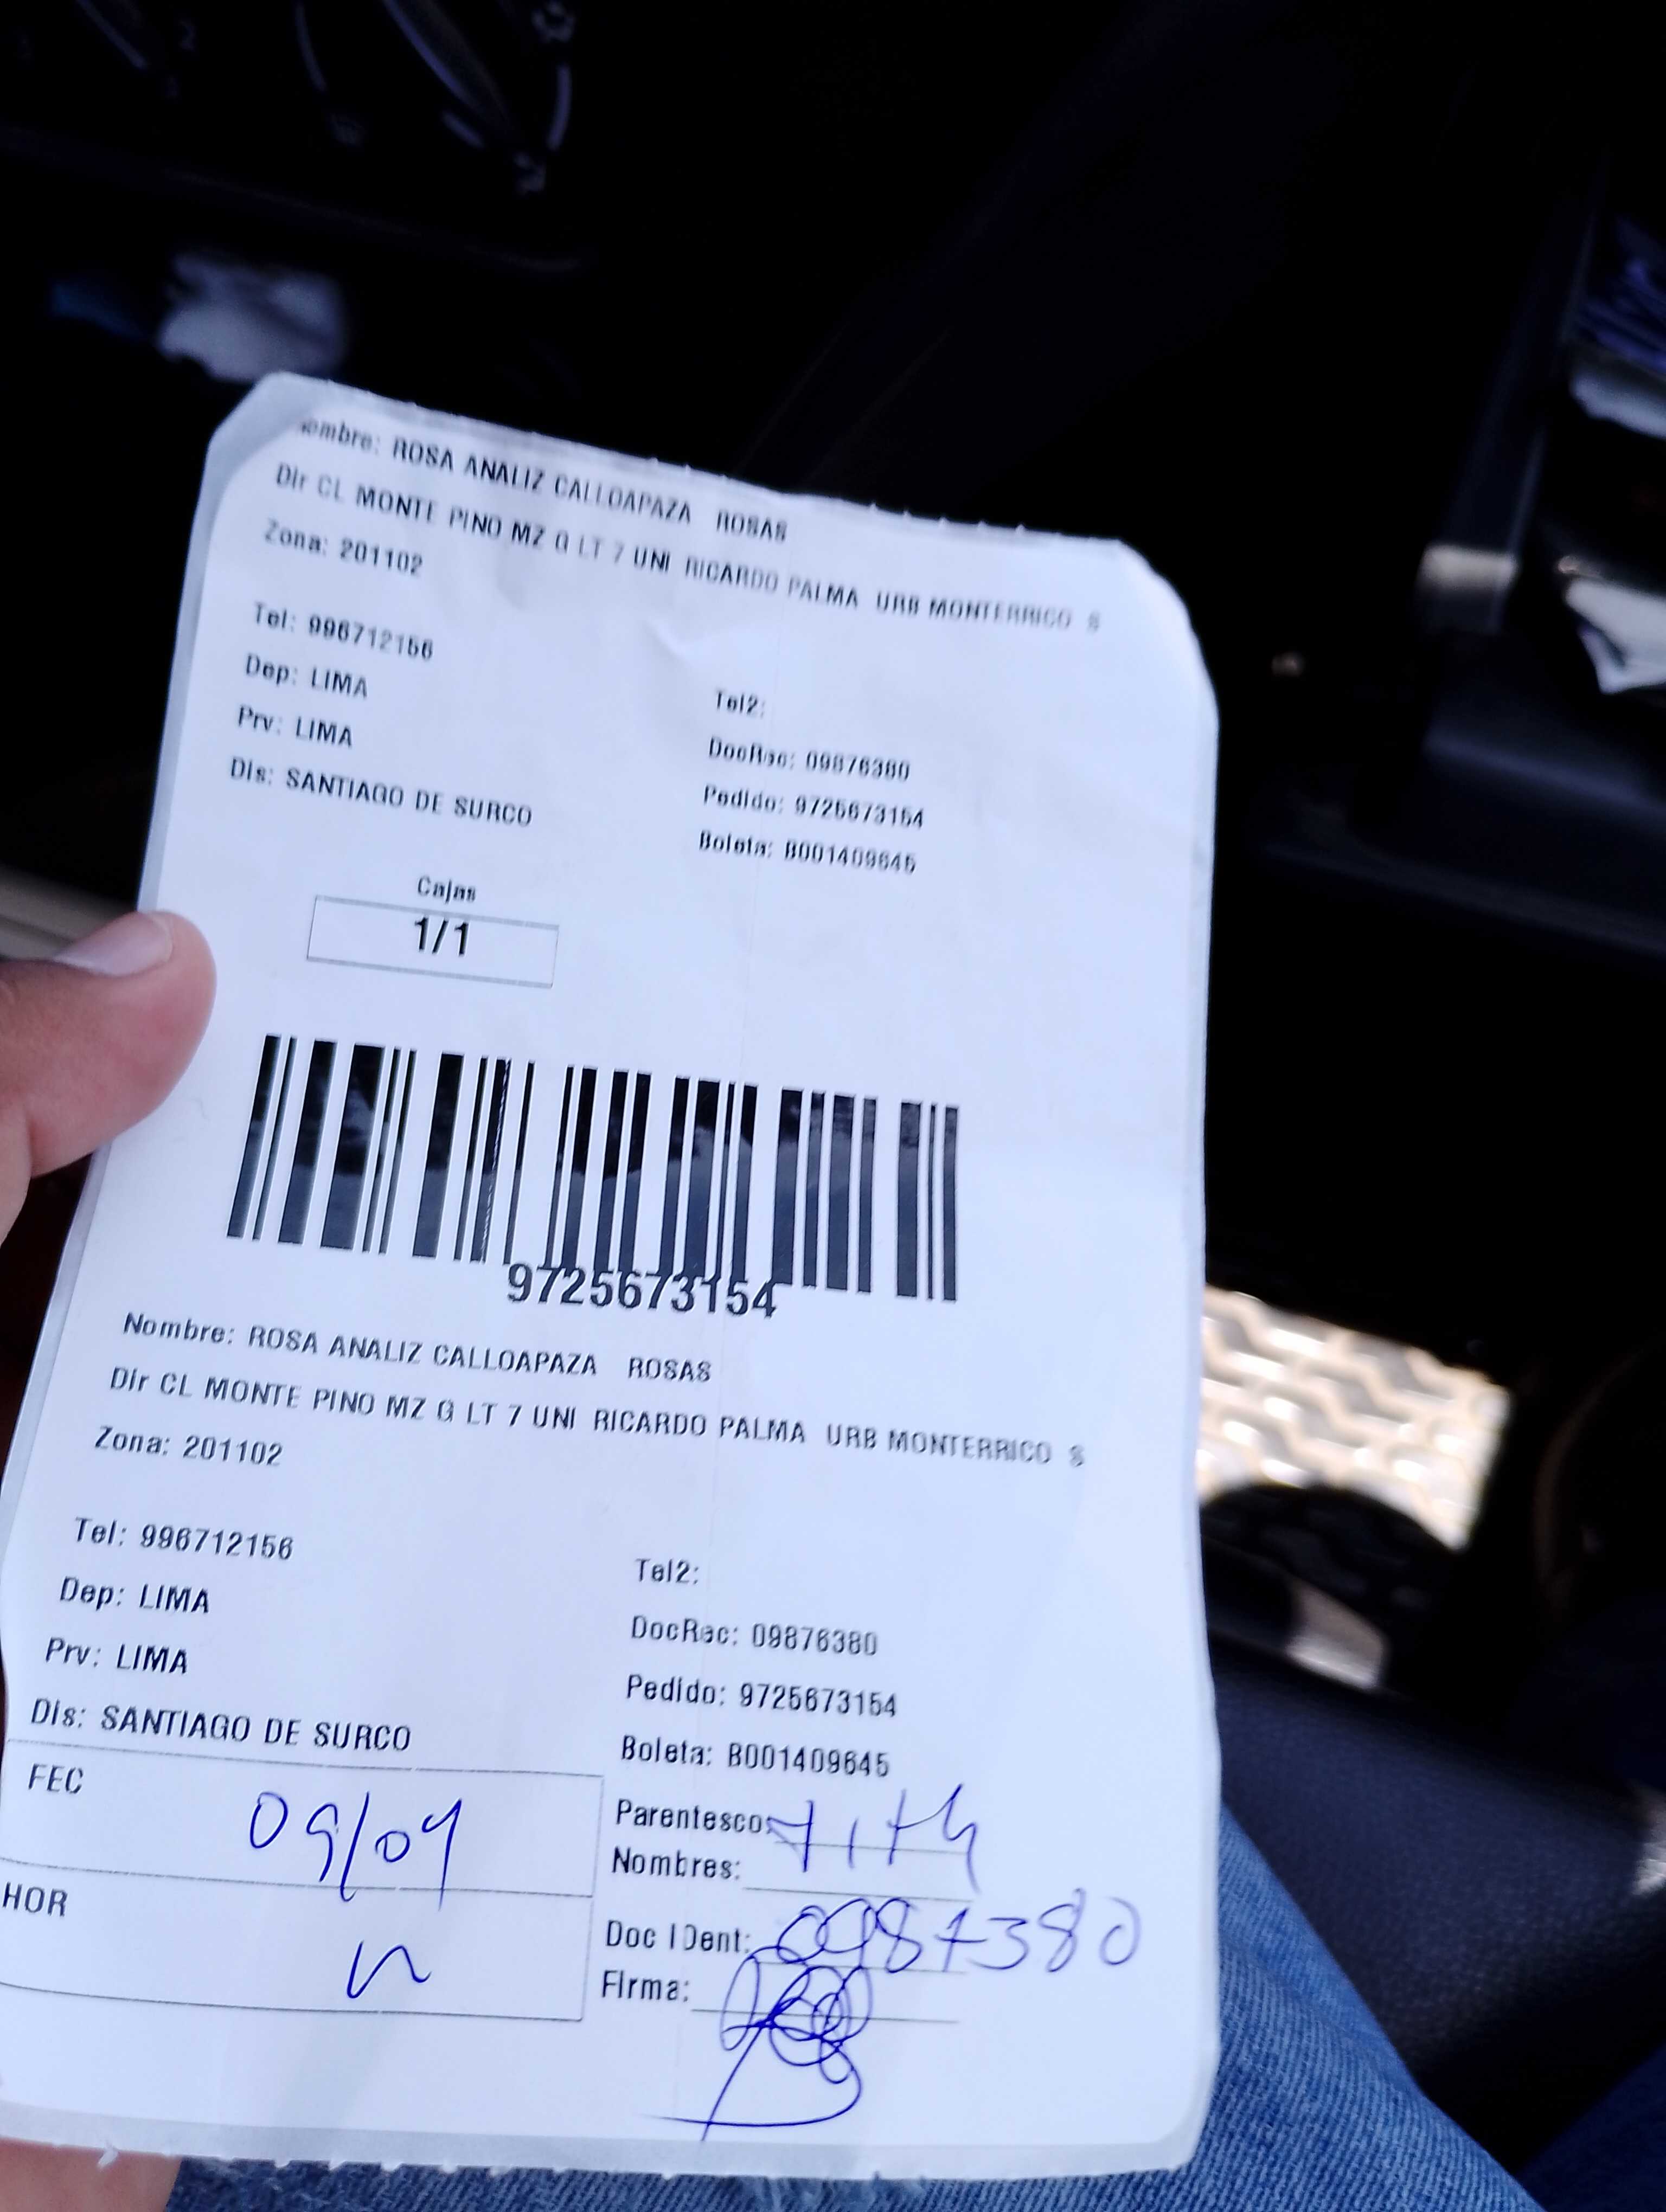 Nombre: ROSA ANALIZ CALLOAPAZA ROSAS
Dir CL MONTE PINO MZ G LT 7 UNI RICARDO PALMA URB MONTERRICO S
Zona: 201102
Tel: 996712156
Tel2:
Dep: LIMA
DocRec: 09876380
Prv: LIMA
Pedido: 9725673154
Dis: SANTIAGO DE SURCO
Boleta: B001409645
Cajas
1/1
9725673154
Nombre: ROSA ANALIZ CALLOAPAZA ROSAS
Dir CL MONTE PINO MZ G LT 7 UNI RICARDO PALMA URB MONTERRICO S
Zona: 201102
Tel: 996712156
Tel2:
Dep: LIMA
DocRec: 09876380
Prv: LIMA
Pedido: 9725673154
Dis: SANTIAGO DE SURCO
Boleta: B001409645
FEC 09/09
Parentesco:
Nombres:
HOR
Doc IDent: 0987380
Firma: